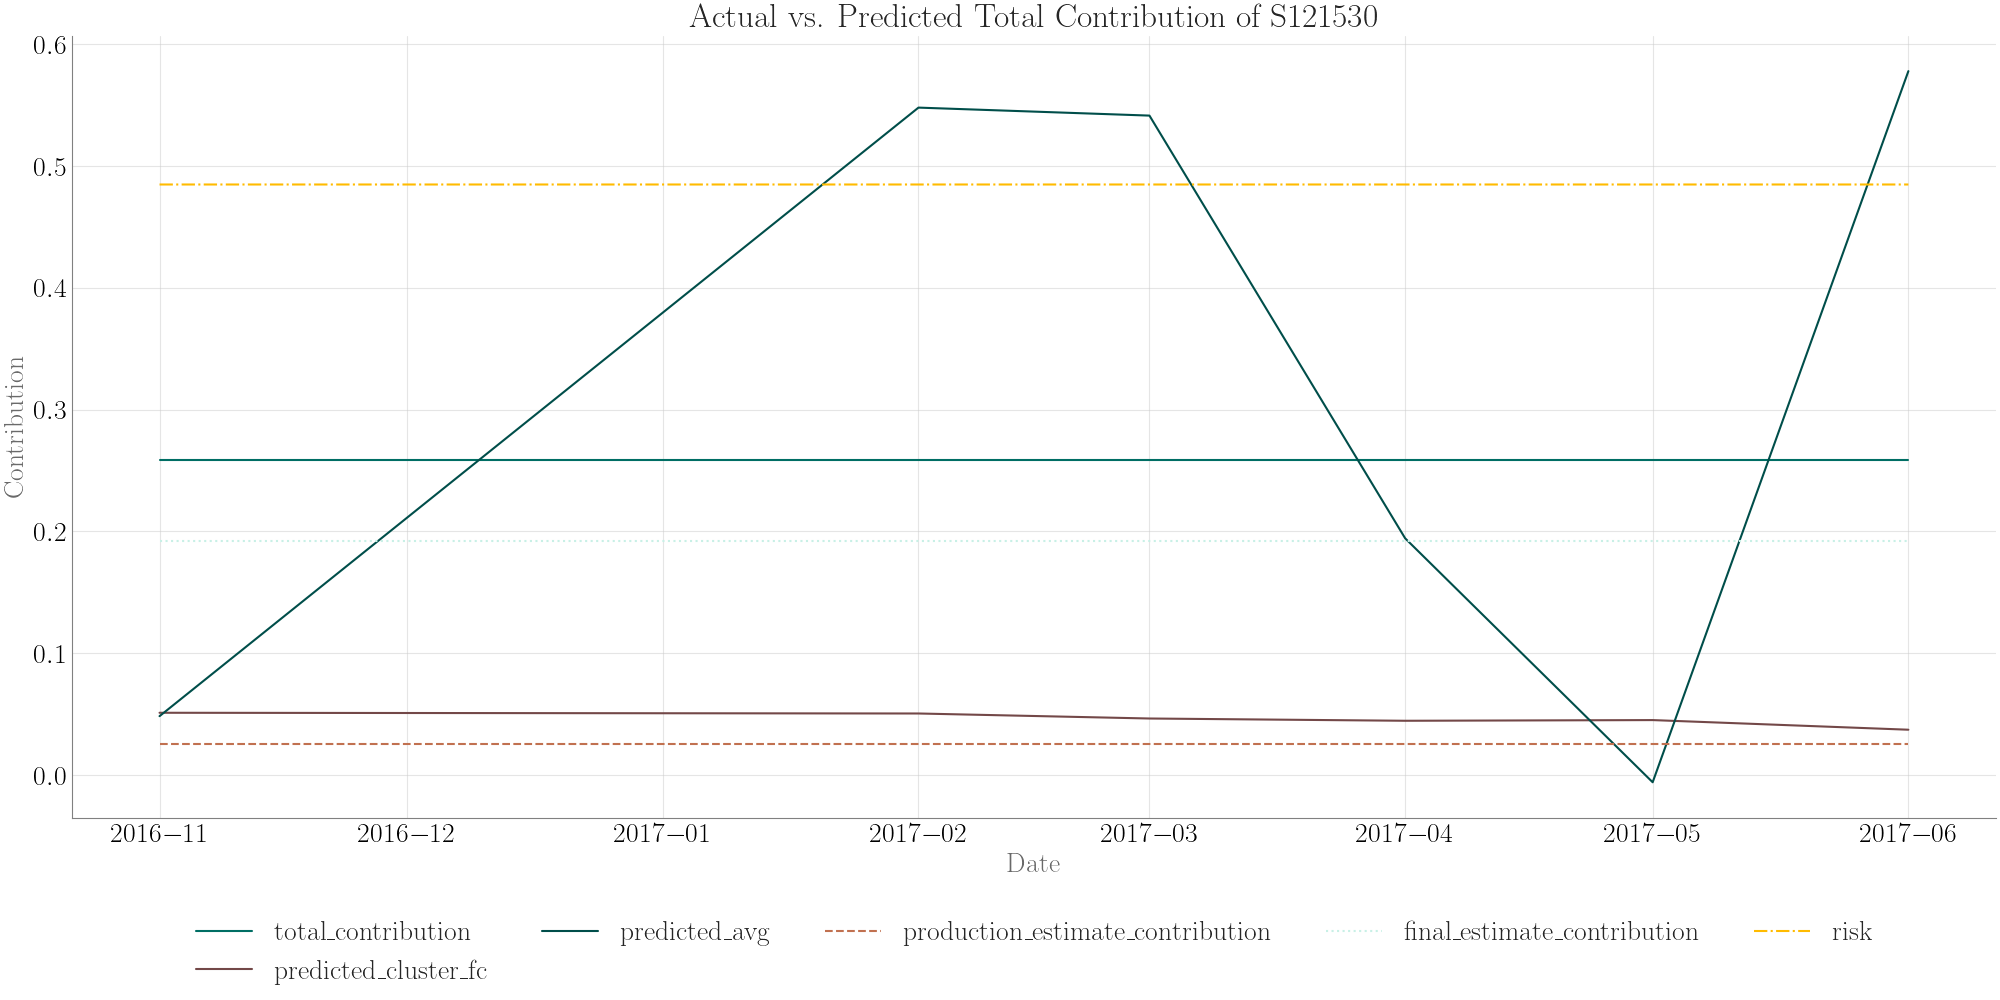 Actual vs. Predicted Total Contribution of S121530
0.6
0.5
0.4
0.3
0.2
0.1
0.0
Contribution
2016–11 2016–12 2017–01 2017–02 2017–03 2017–04 2017–05 2017–06
Date
total_contribution predicted_avg production_estimate_contribution final_estimate_contribution risk
predicted_cluster_fc